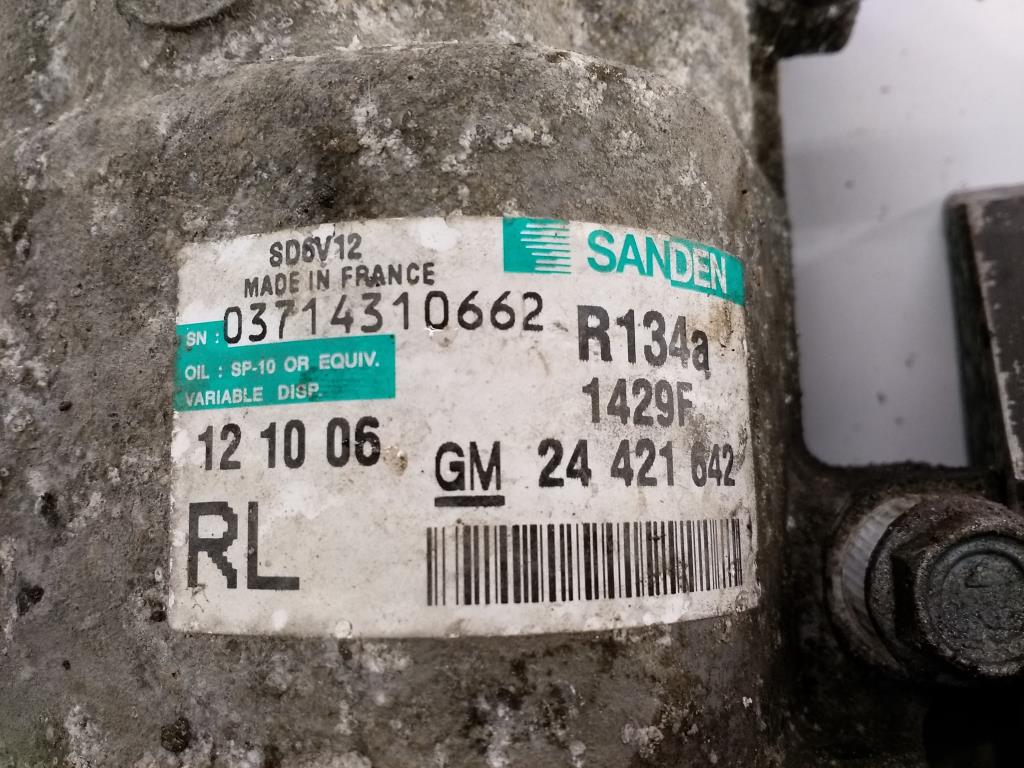 SD6V12
MADE IN FRANCE
SANDEN
SN : 03714310662
R134a
OIL : SP-10 OR EQUIV.
VARIABLE DISP.
1429F
12 10 06
GM 24 421 642
RL